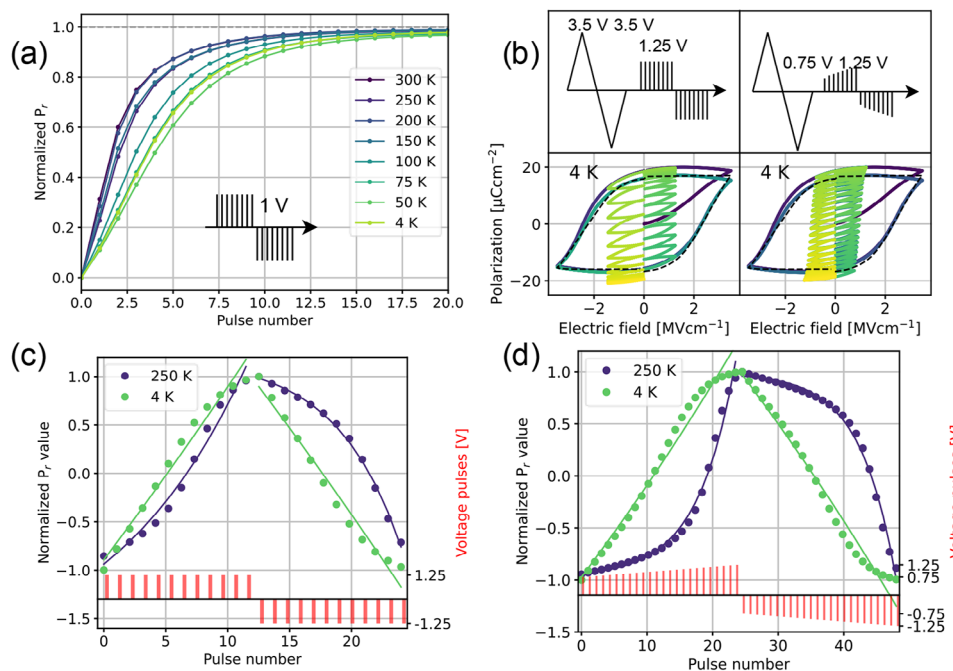 (a)
1.0
0.8
0.6
0.4
0.2
0.0
Normalized Pr
300 K
250 K
200 K
150 K
100 K
75 K
50 K
4 K
1 V
0.0 2.5 5.0 7.5 10.0 12.5 15.0 17.5 20.0
Pulse number
(b)
3.5 V 3.5 V
1.25 V
0.75 V 1.25 V
4 K
4 K
20
0
−20
Polarization [μCcm−2]
−2 0 2
−2 0 2
Electric field [MVcm−1]
Electric field [MVcm−1]
(c)
250 K
4 K
1.0
0.5
0.0
−0.5
−1.0
−1.5
Normalized Pr value
Voltage pulses [V]
1.25
-1.25
0 5 10 15 20
Pulse number
(d)
250 K
4 K
1.0
0.5
0.0
−0.5
−1.0
−1.5
Normalized Pr value
1.25
0.75
-0.75
-1.25
0 10 20 30 40
Pulse number